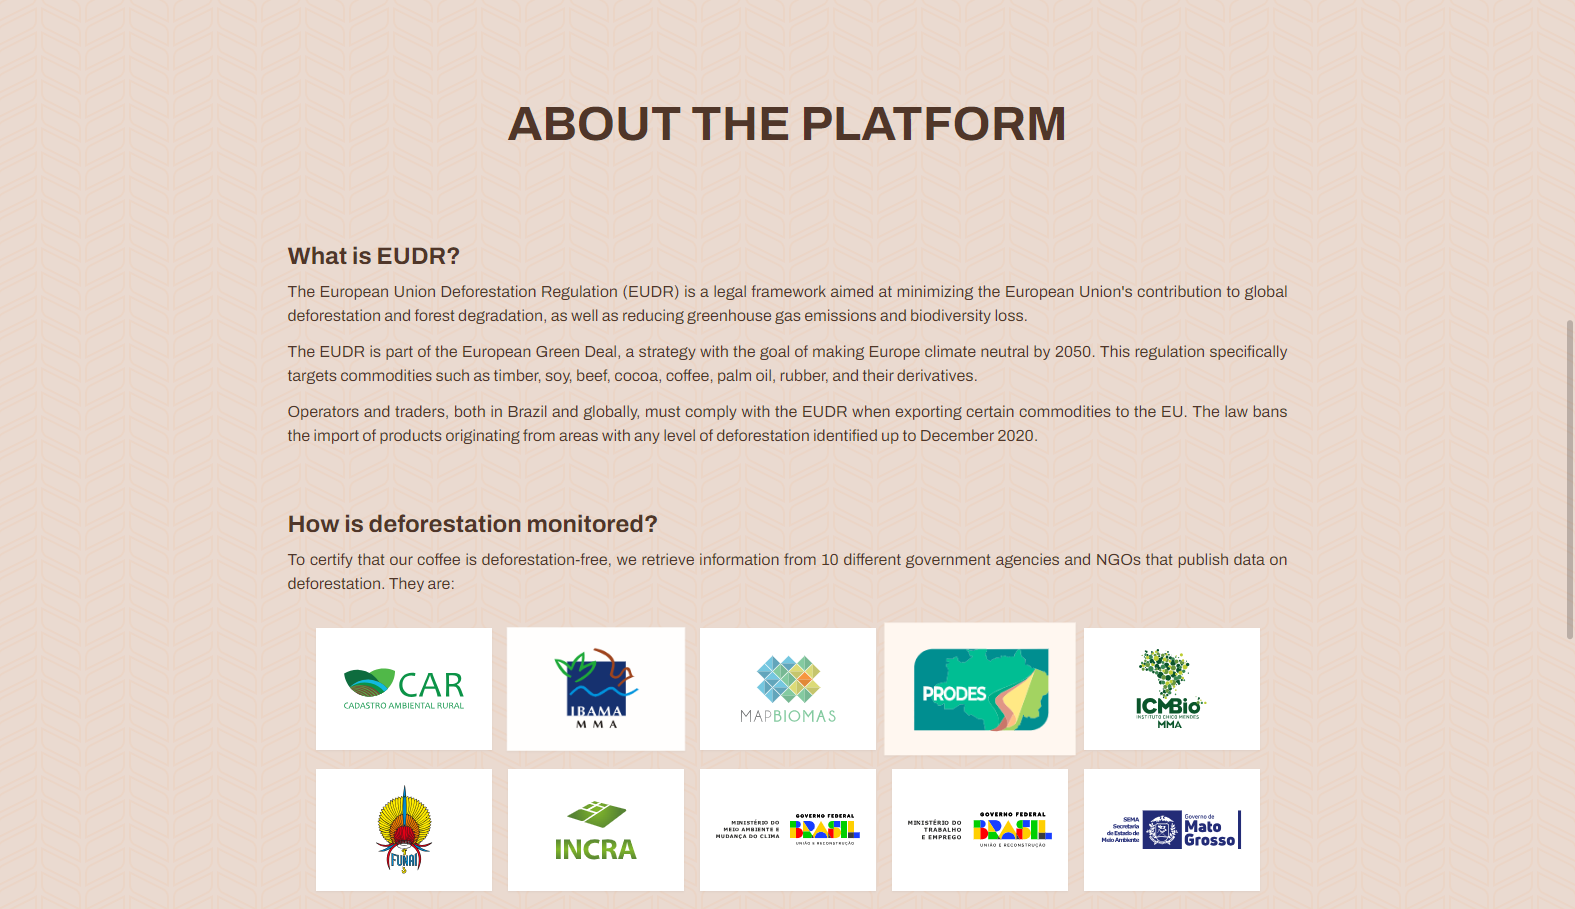 ABOUT THE PLATFORM
What is EUDR?
The European Union Deforestation Regulation (EUDR) is a legal framework aimed at minimizing the European Union's contribution to global
deforestation and forest degradation, as well as reducing greenhouse gas emissions and biodiversity loss.
The EUDR is part of the European Green Deal, a strategy with the goal of making Europe climate neutral by 2050. This regulation specifically
targets commodities such as timber, soy, beef, cocoa, coffee, palm oil, rubber, and their derivatives.
Operators and traders, both in Brazil and globally, must comply with the EUDR when exporting certain commodities to the EU. The law bans
the import of products originating from areas with any level of deforestation identified up to December 2020.
How is deforestation monitored?
To certify that our coffee is deforestation-free, we retrieve information from 10 different government agencies and NGOs that publish data on
deforestation. They are:
CAR
CADASTRO AMBIENTAL RURAL
IBAMA
MMA
MAPBIOMAS
PRODES
ICMBio
INSTITUTO CHICO MENDES
MMA
FUNAI
INCRA
MINISTÉRIO DO
MEIO AMBIENTE E
MUDANÇA DO CLIMA
GOVERNO FEDERAL
BRASIL
UNIÃO E RECONSTRUÇÃO
MINISTÉRIO DO
TRABALHO
E EMPREGO
GOVERNO FEDERAL
BRASIL
UNIÃO E RECONSTRUÇÃO
SEMA
Secretaria
de Estado de
Meio Ambiente
Governo de
Mato
Grosso